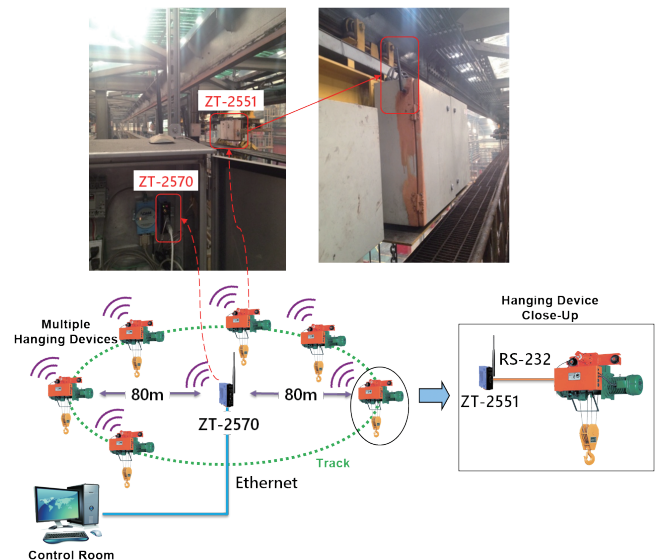 ZT-2551
ZT-2570
Multiple
Hanging Devices
80m
80m
ZT-2570
Track
Ethernet
Control Room
Hanging Device
Close-Up
RS-232
ZT-2551